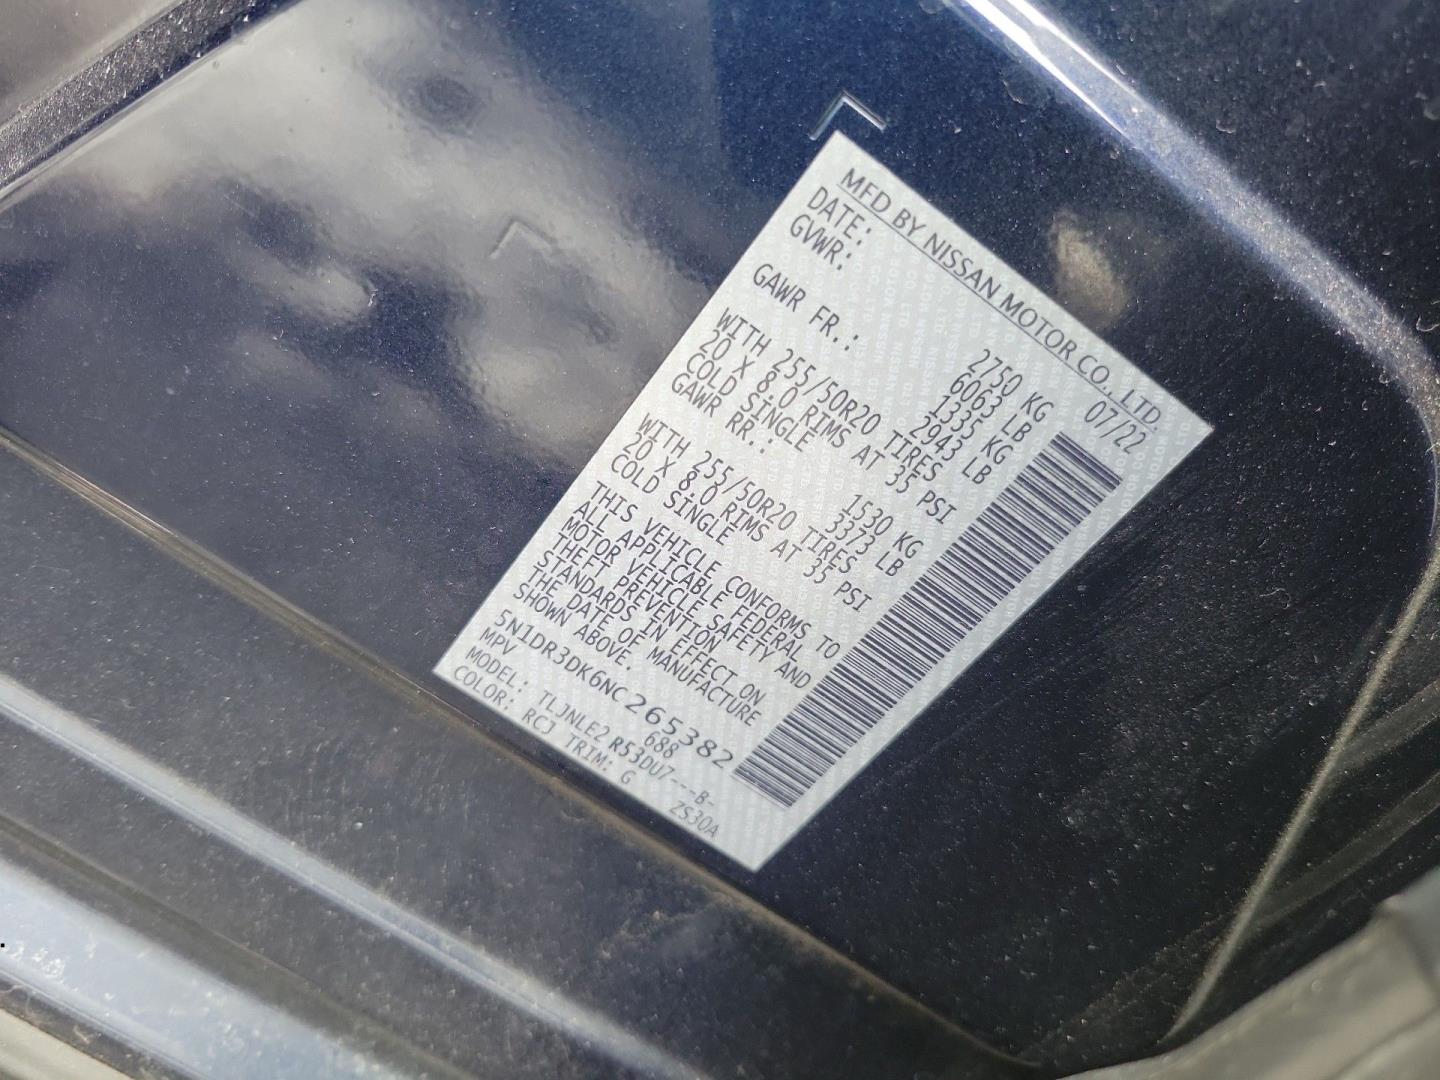 MFD BY NISSAN MOTOR CO., LTD.
DATE: 07/22
GVWR: 2750 KG
6063 LB
GAWR FR.: 1335 KG
2943 LB
WITH 255/50R20 TIRES
20 X 8.0 RIMS AT 35 PSI
COLD SINGLE
GAWR RR.: 1530 KG
3373 LB
WITH 255/50R20 TIRES
20 X 8.0 RIMS AT 35 PSI
COLD SINGLE
THIS VEHICLE CONFORMS TO
ALL APPLICABLE FEDERAL
MOTOR VEHICLE SAFETY AND
THEFT PREVENTION
STANDARDS IN EFFECT ON
THE DATE OF MANUFACTURE
SHOWN ABOVE.
5N1DR3DK6NC265382
MPV 688
MODEL: TLJNLE2 R53DU7---B-
COLOR: RCJ TRIM: G ZS30A